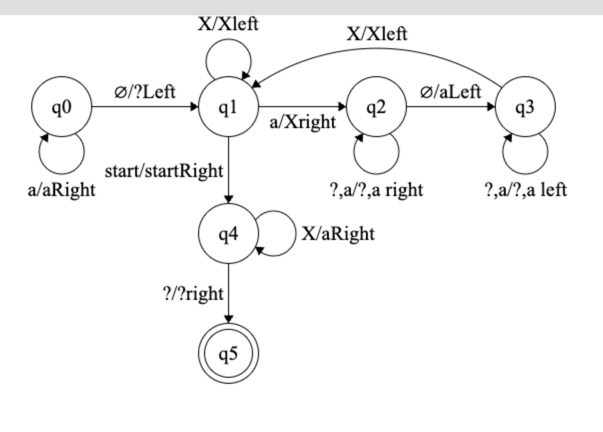 X/Xleft
X/Xleft
q0
∅/?Left
q1
a/Xright
q2
∅/aLeft
q3
a/aRight
start/startRight
?,a/?,a right
?,a/?,a left
q4
X/aRight
?/?right
q5